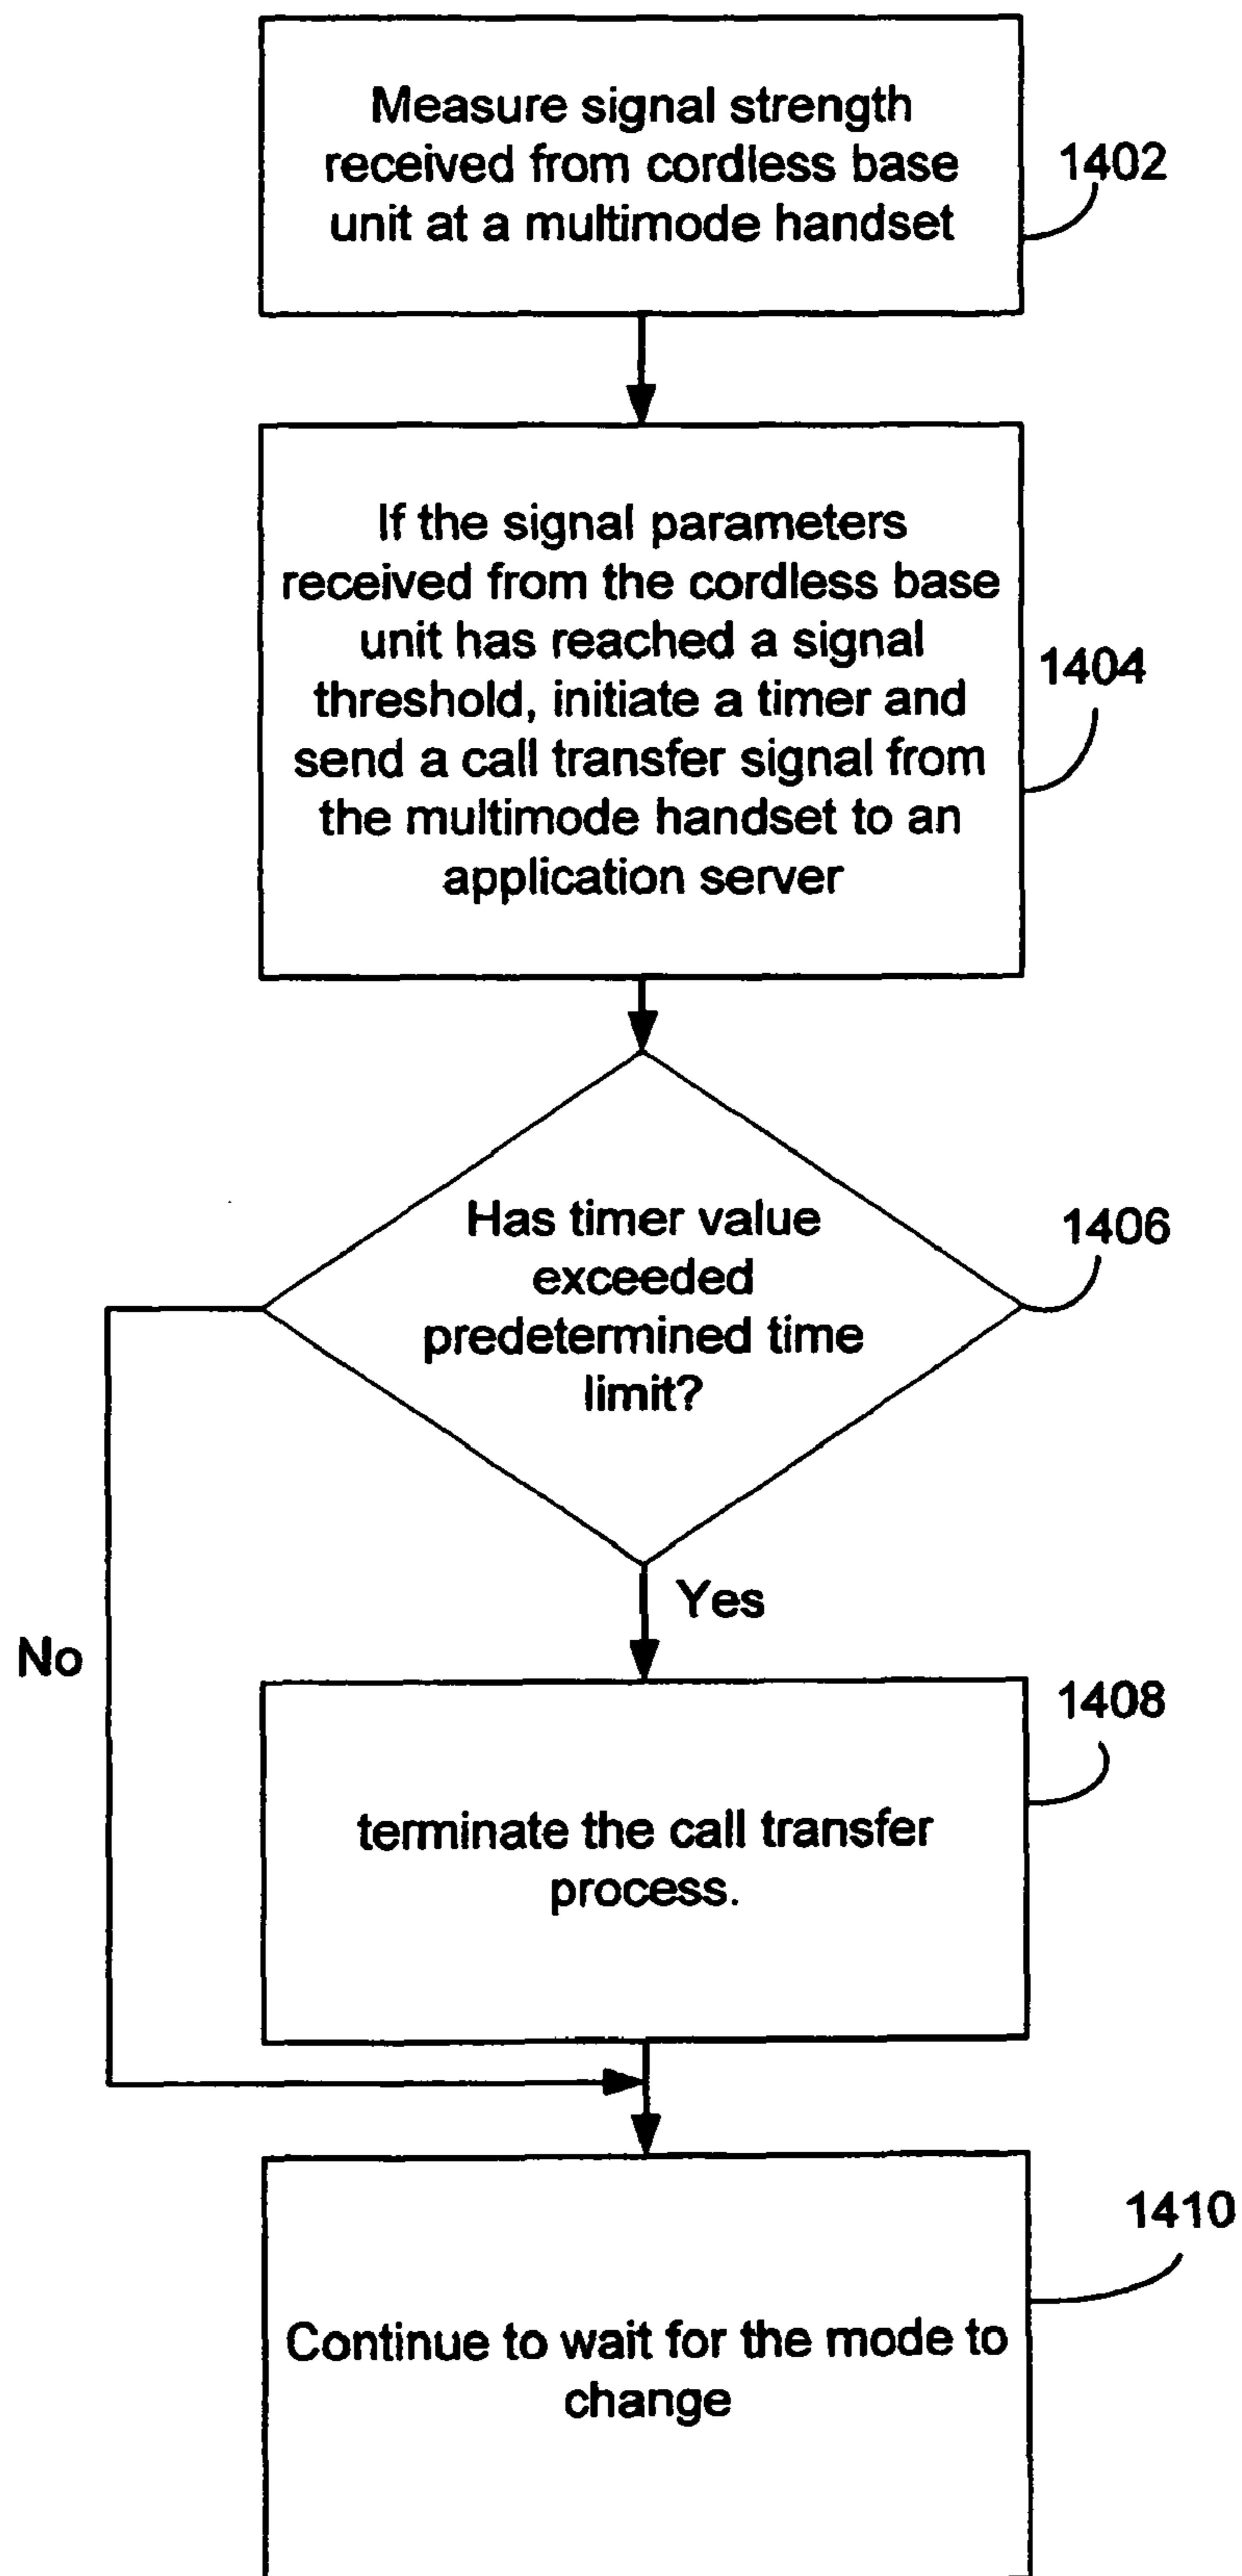 Measure signal strength
received from cordless base
unit at a multimode handset
1402
If the signal parameters
received from the cordless base
unit has reached a signal
threshold, initiate a timer and
send a call transfer signal from
the multimode handset to an
application server
1404
Has timer value
exceeded
predetermined time
limit?
1406
Yes
No
1408
terminate the call transfer
process.
1410
Continue to wait for the mode to
change